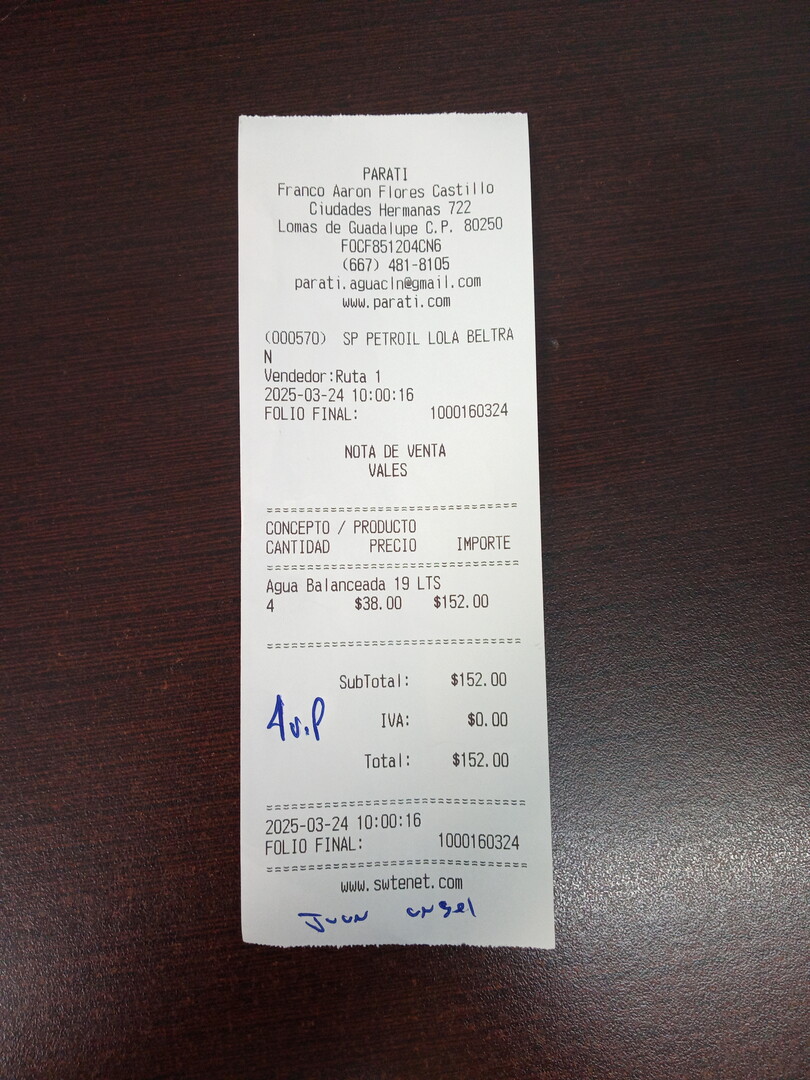 PARATI
Franco Aaron Flores Castillo
Ciudades Hermanas 722
Lomas de Guadalupe C.P. 80250
FOCF851204CN6
(667) 481-8105
parati.aguacln@gmail.com
www.parati.com
(000570) SP PETROIL LOLA BELTRA
N
Vendedor:Ruta 1
2025-03-24 10:00:16
FOLIO FINAL: 1000160324
NOTA DE VENTA
VALES
================================
CONCEPTO / PRODUCTO
CANTIDAD PRECIO IMPORTE
================================
Agua Balanceada 19 LTS
4 $38.00 $152.00
================================
SubTotal: $152.00
IVA: $0.00
Total: $152.00
================================
2025-03-24 10:00:16
FOLIO FINAL: 1000160324
================================
www.swtenet.com
Juan angel